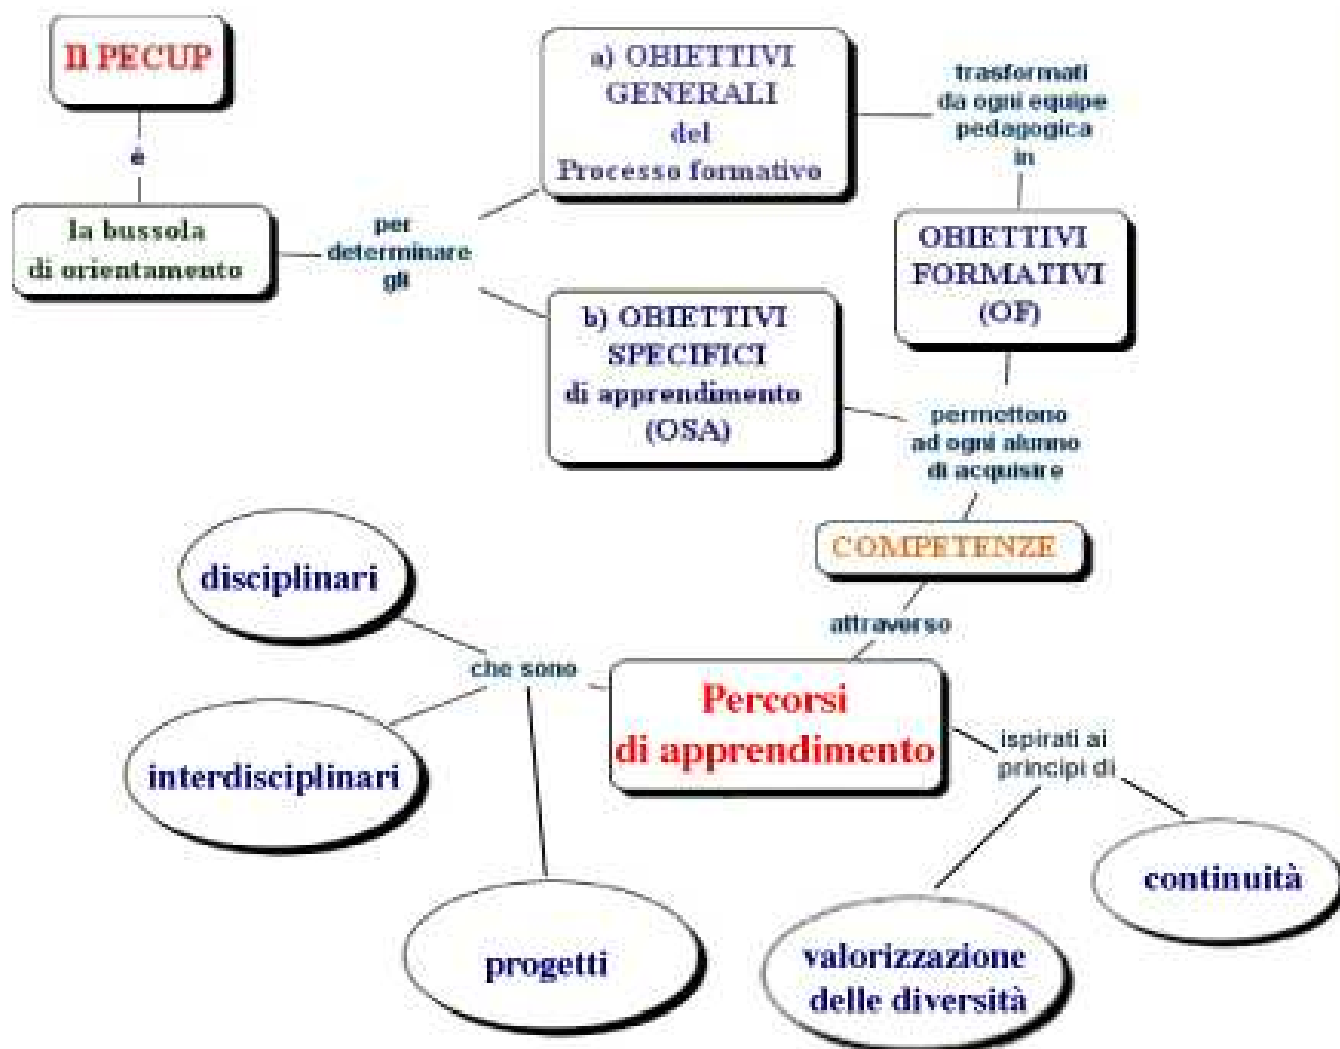 Il PECUP
è
la bussola
di orientamento
per
determinare
gli
a) OBIETTIVI
GENERALI
del
Processo formativo
trasformati
da ogni equipe
pedagogica
in
OBIETTIVI
FORMATIVI
(OF)
b) OBIETTIVI
SPECIFICI
di apprendimento
(OSA)
permettono
ad ogni alunno
di acquisire
COMPETENZE
attraverso
Percorsi
di apprendimento
che sono
disciplinari
interdisciplinari
progetti
ispirati ai
principi di
valorizzazione
delle diversità
continuità